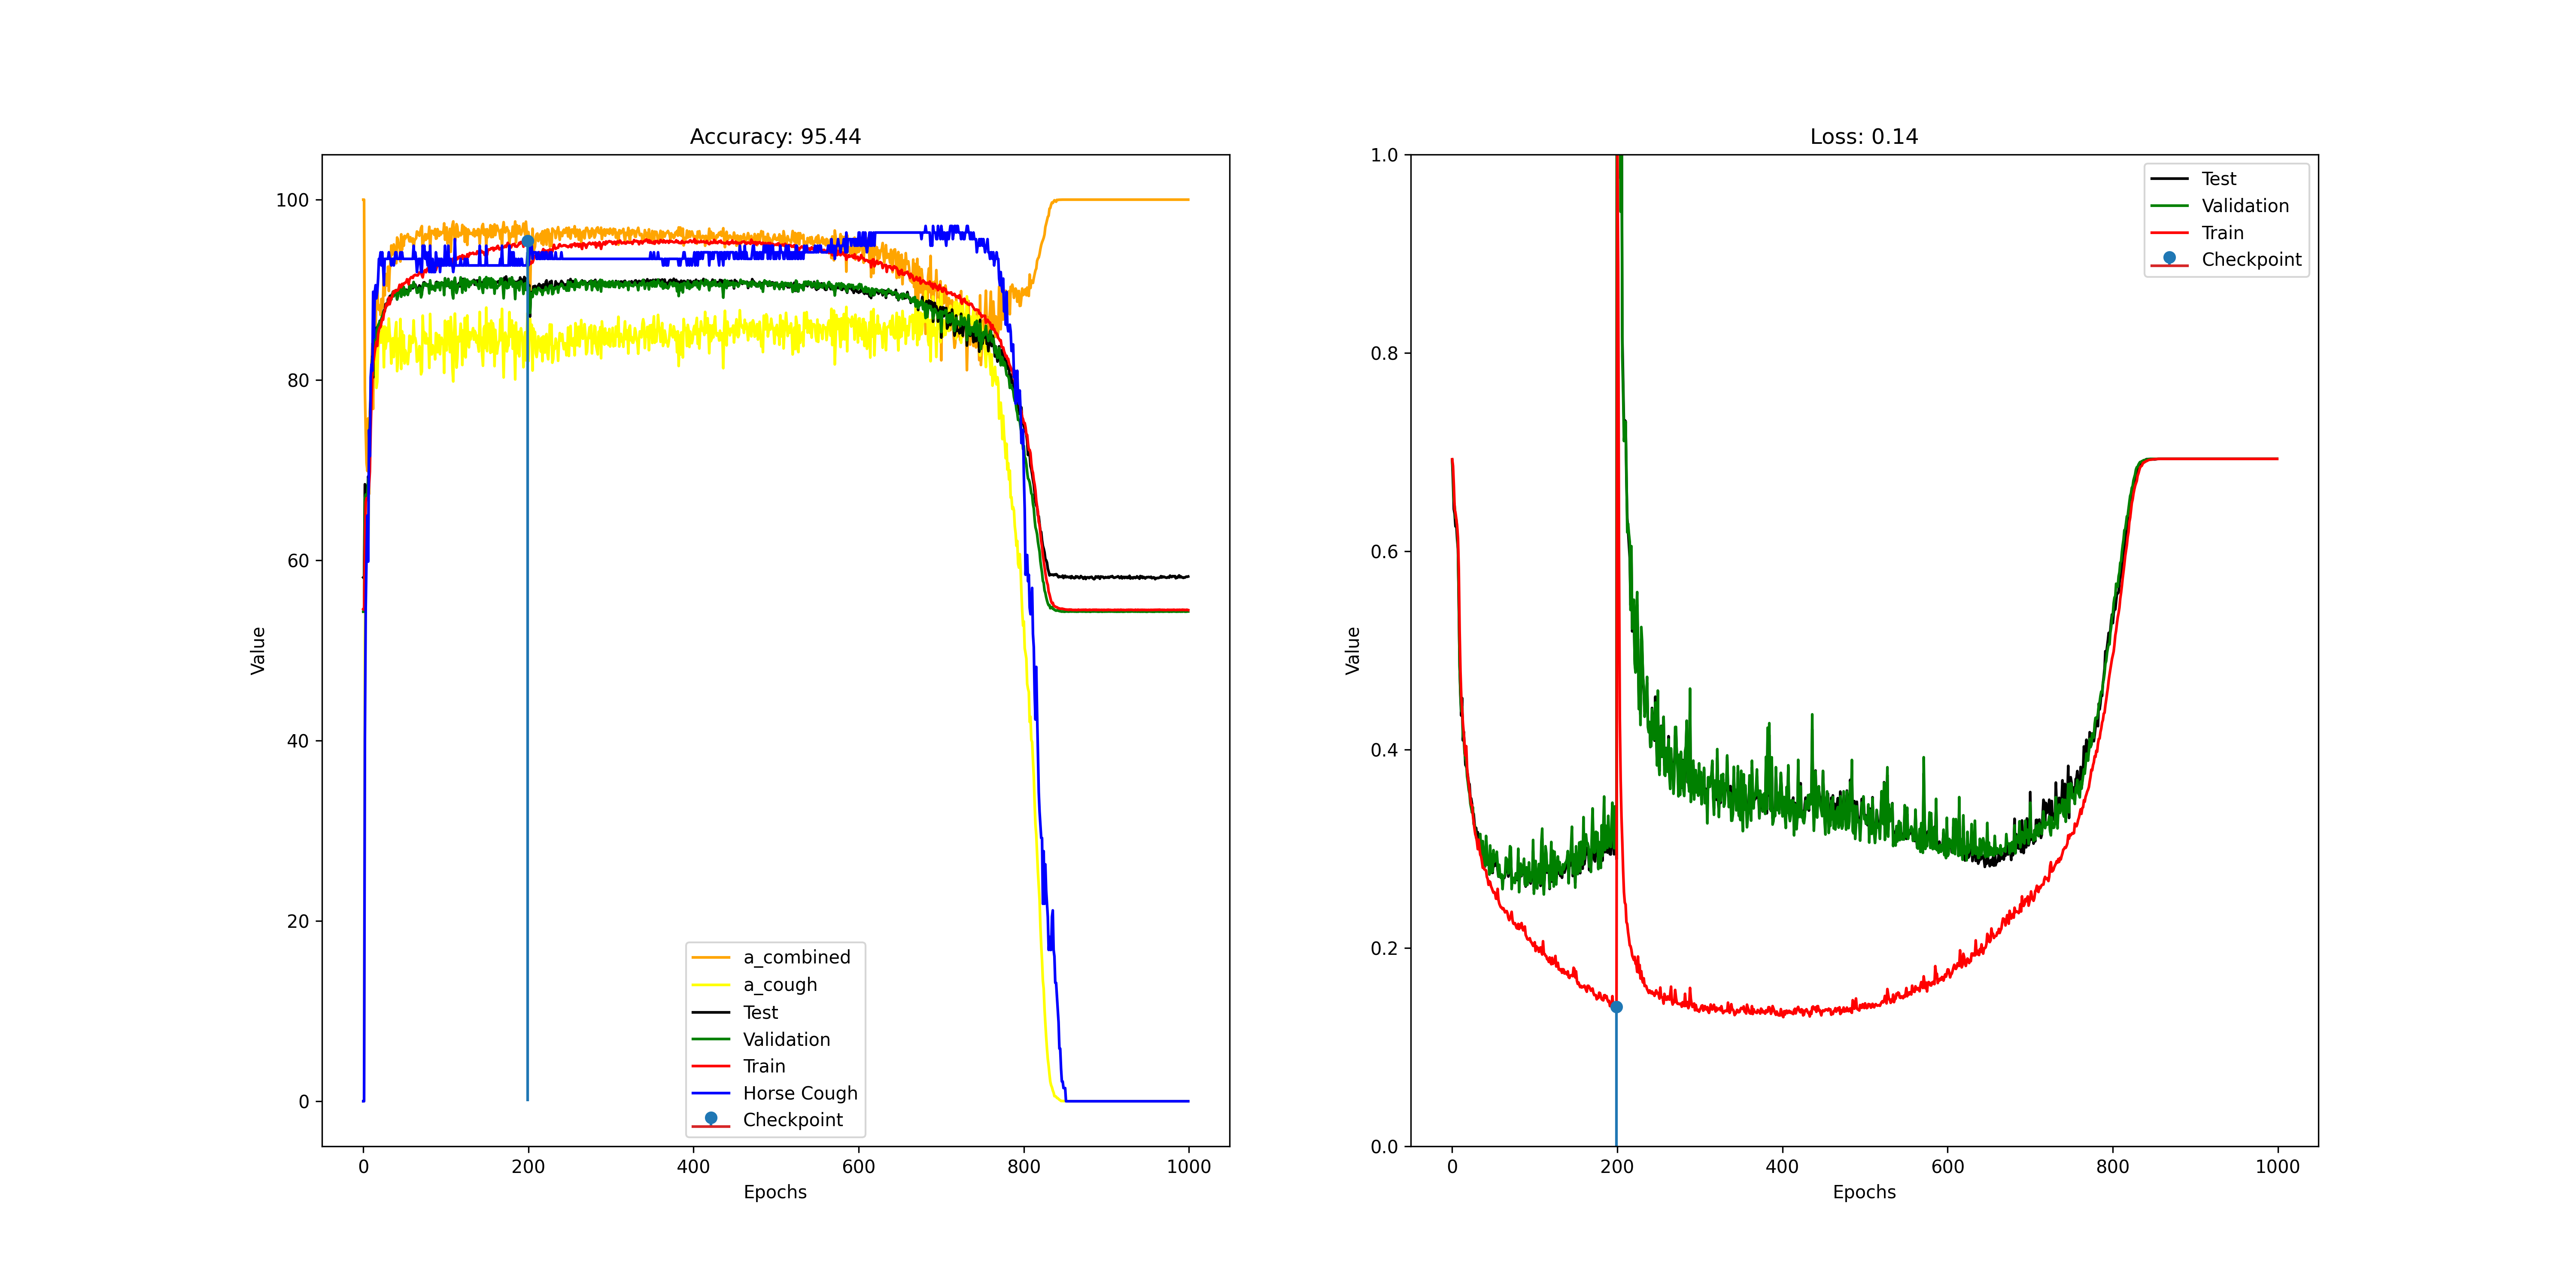 Accuracy: 95.44
100
80
60
40
20
0
Value
a_combined
a_cough
Test
Validation
Train
Horse Cough
Checkpoint
0 200 400 600 800 1000
Epochs
Loss: 0.14
1.0
0.8
0.6
0.4
0.2
0.0
Value
Test
Validation
Train
Checkpoint
0 200 400 600 800 1000
Epochs